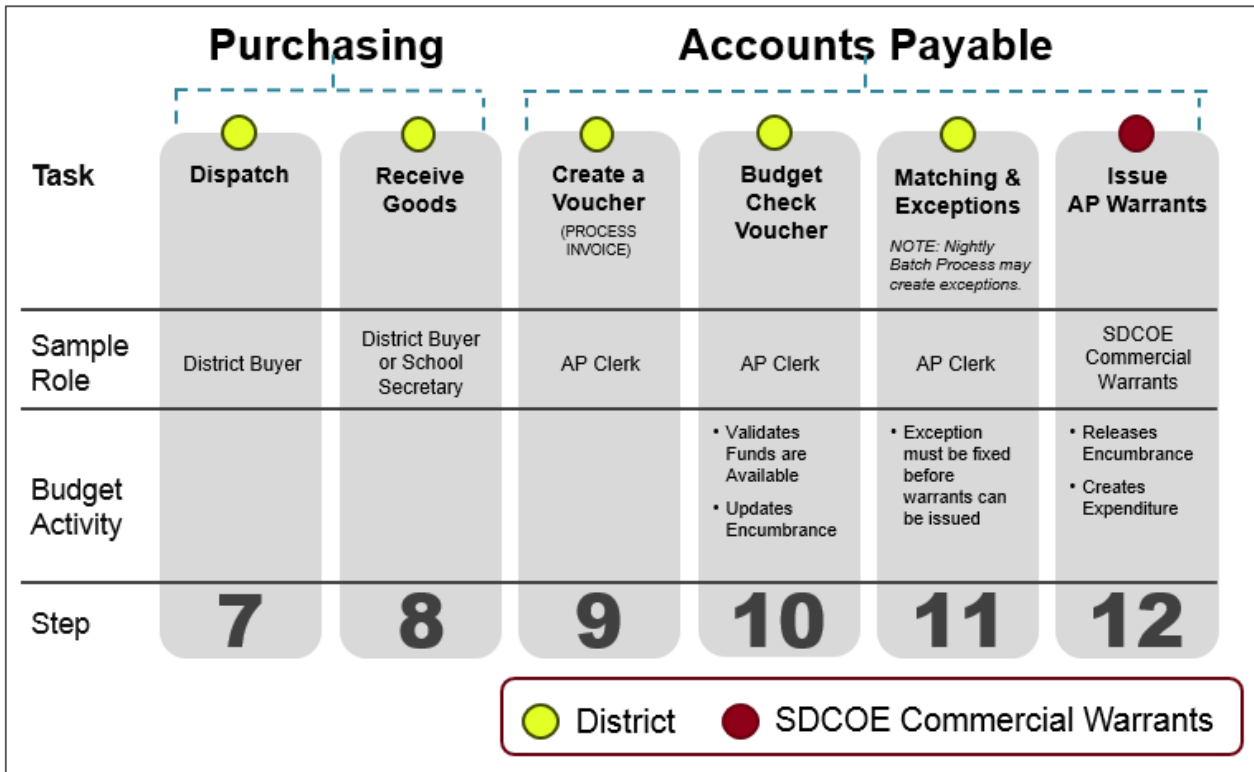 Purchasing
Accounts Payable
Task
Dispatch
Receive
Goods
Create a
Voucher
(PROCESS
INVOICE)
Budget
Check
Voucher
Matching &
Exceptions
NOTE: Nightly
Batch Process may
create exceptions.
Issue
AP Warrants
Sample
Role
District Buyer
District Buyer
or School
Secretary
AP Clerk
AP Clerk
AP Clerk
SDCOE
Commercial
Warrants
Budget
Activity
• Validates
Funds are
Available
• Updates
Encumbrance
• Exception
must be fixed
before
warrants can
be issued
• Releases
Encumbrance
• Creates
Expenditure
Step
7
8
9
10
11
12
District
SDCOE Commercial Warrants